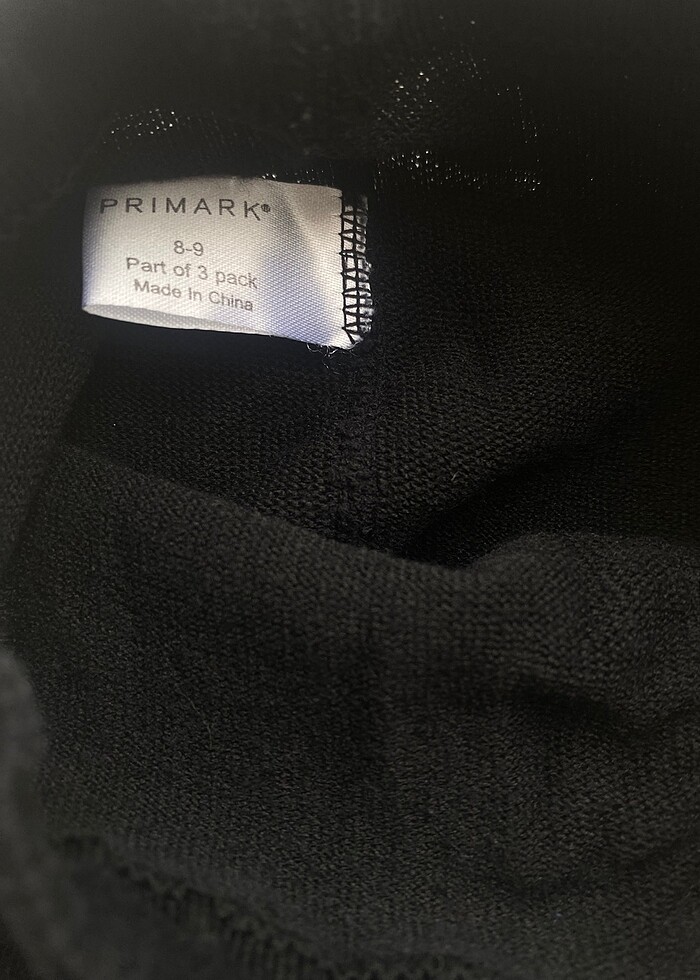 PRIMARK®
8-9
Part of 3 pack
Made In China